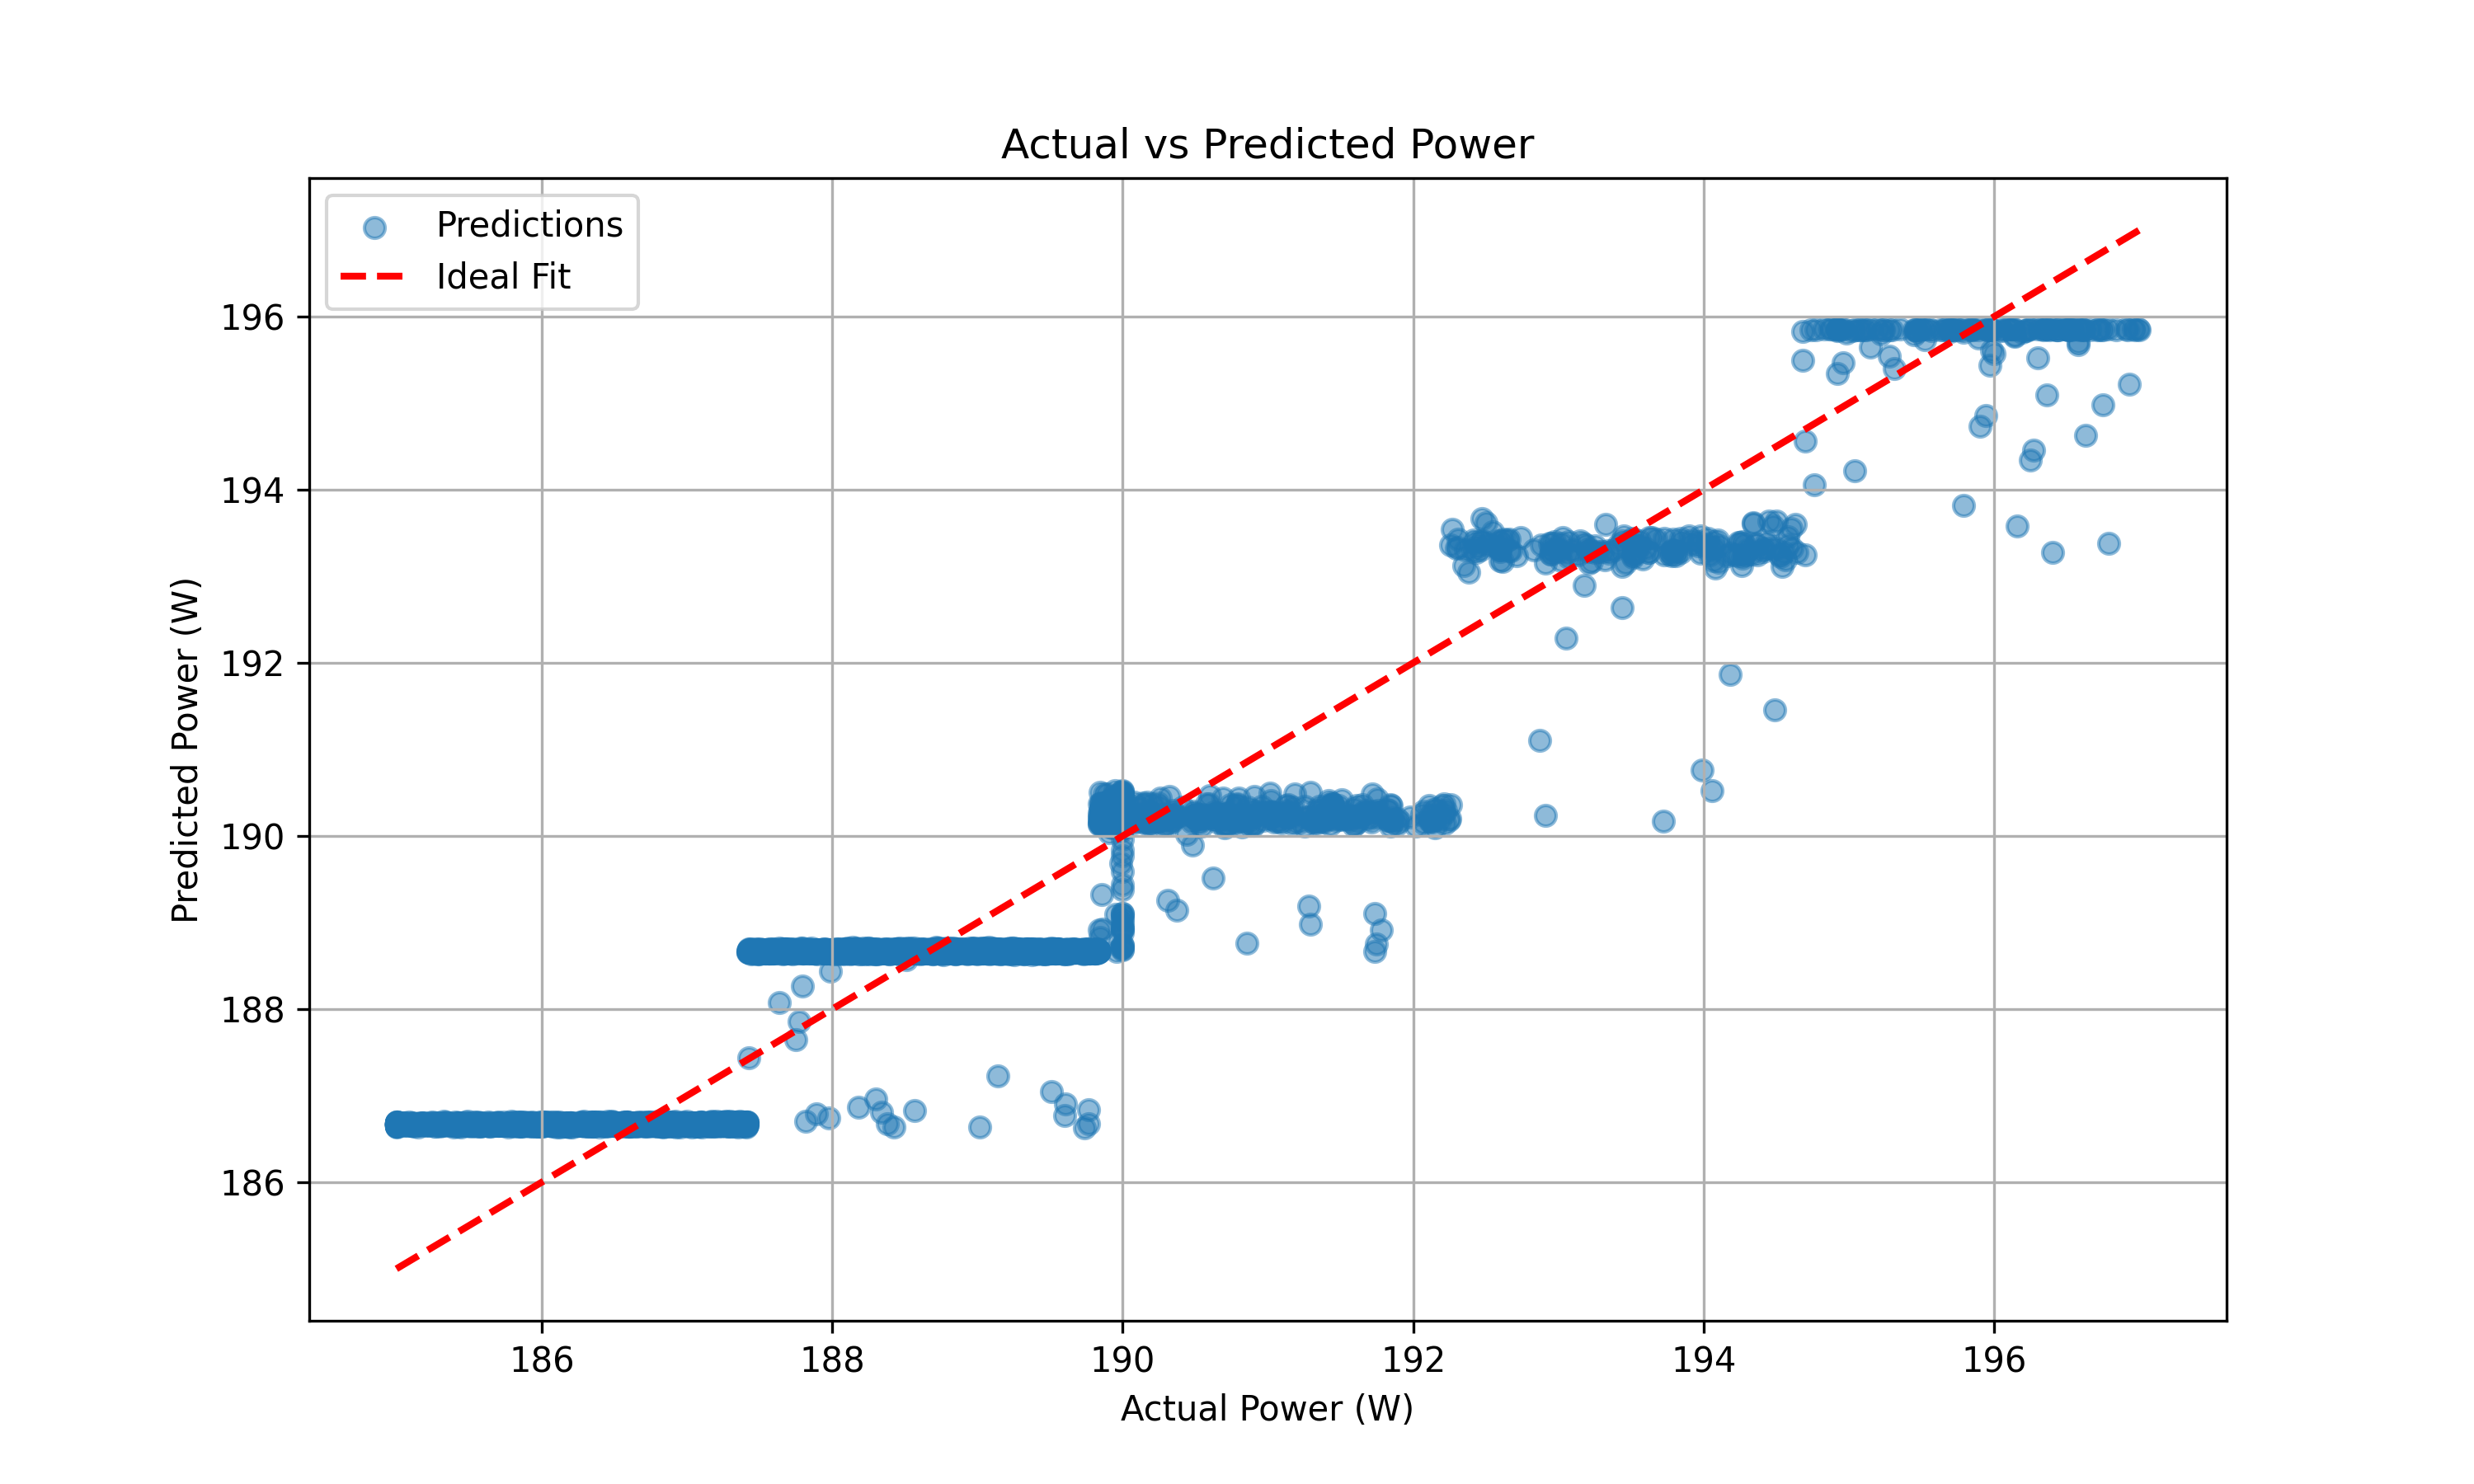 Actual vs Predicted Power
Predictions
Ideal Fit
Predicted Power (W)
196
194
192
190
188
186
186 188 190 192 194 196
Actual Power (W)